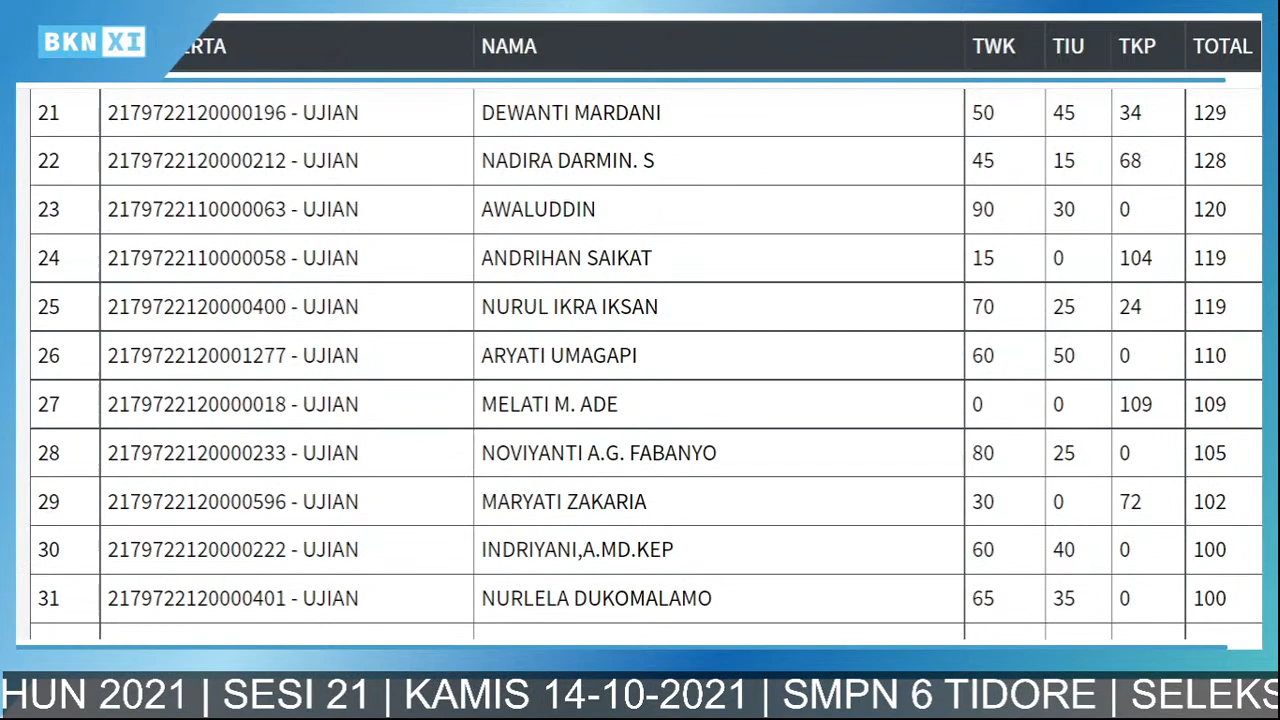 BKN XI
ERTA NAMA TWK TIU TKP TOTAL
21 2179722120000196 - UJIAN DEWANTI MARDANI 50 45 34 129
22 2179722120000212 - UJIAN NADIRA DARMIN. S 45 15 68 128
23 2179722110000063 - UJIAN AWALUDDIN 90 30 0 120
24 2179722110000058 - UJIAN ANDRIHAN SAIKAT 15 0 104 119
25 2179722120000400 - UJIAN NURUL IKRA IKSAN 70 25 24 119
26 2179722120001277 - UJIAN ARYATI UMAGAPI 60 50 0 110
27 2179722120000018 - UJIAN MELATI M. ADE 0 0 109 109
28 2179722120000233 - UJIAN NOVIYANTI A.G. FABANYO 80 25 0 105
29 2179722120000596 - UJIAN MARYATI ZAKARIA 30 0 72 102
30 2179722120000222 - UJIAN INDRIYANI,A.MD.KEP 60 40 0 100
31 2179722120000401 - UJIAN NURLELA DUKOMALAMO 65 35 0 100
HUN 2021 | SESI 21 | KAMIS 14-10-2021 | SMPN 6 TIDORE | SELEKS